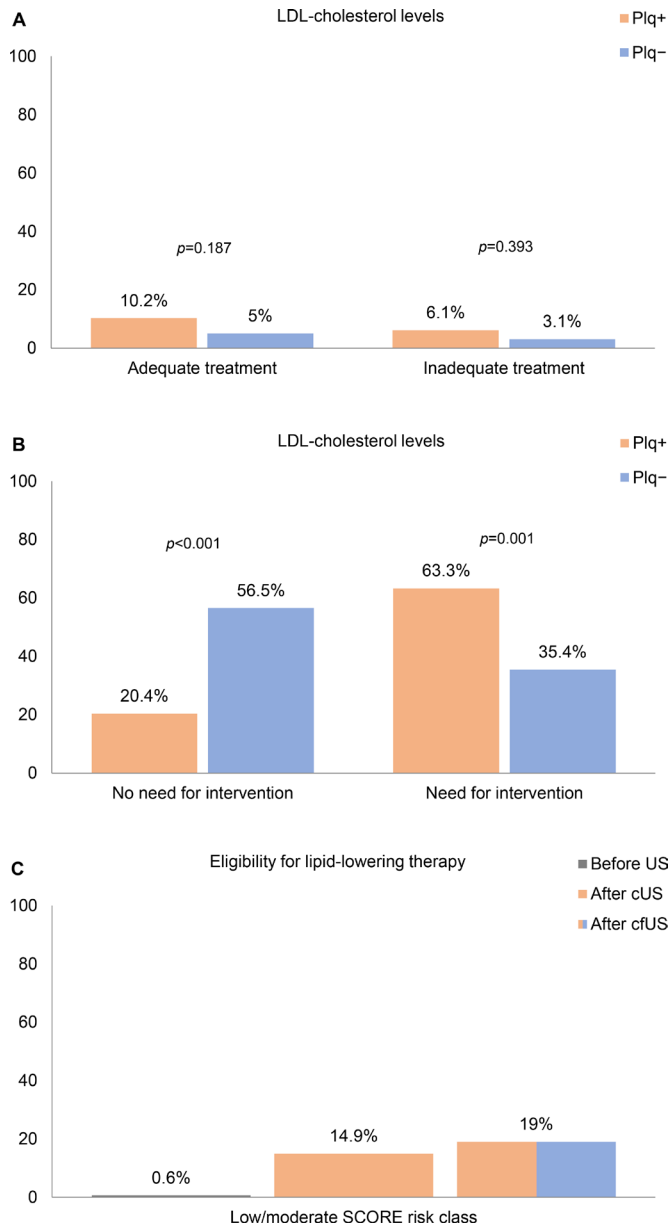 A
LDL-cholesterol levels
Plq+
Plq−
100
80
60
40
20
0
p=0.187
p=0.393
10.2%
5%
6.1%
3.1%
Adequate treatment
Inadequate treatment
B
LDL-cholesterol levels
Plq+
Plq−
100
80
60
40
20
0
p<0.001
p=0.001
20.4%
56.5%
63.3%
35.4%
No need for intervention
Need for intervention
C
Eligibility for lipid-lowering therapy
Before US
After cUS
After cfUS
100
80
60
40
20
0
0.6%
14.9%
19%
Low/moderate SCORE risk class